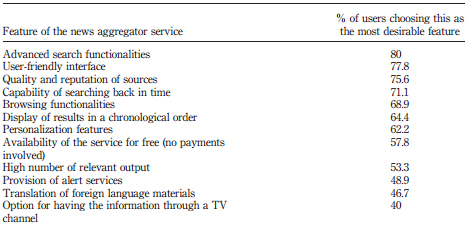 % of users choosing this as
Feature of the news aggregator service the most desirable feature
Advanced search functionalities 80
User-friendly interface 77.8
Quality and reputation of sources 75.6
Capability of searching back in time 71.1
Browsing functionalities 68.9
Display of results in a chronological order 64.4
Personalization features 62.2
Availability of the service for free (no payments 57.8
involved)
High number of relevant output 53.3
Provision of alert services 48.9
Translation of foreign language materials 46.7
Option for having the information through a TV 40
channel